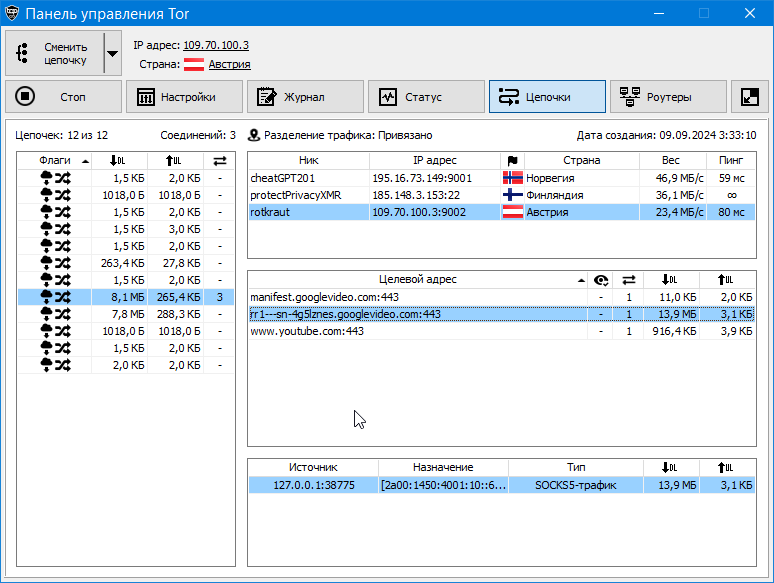 Панель управления Tor
Сменить цепочку
IP адрес: 109.70.100.3
Страна: Австрия
Стоп Настройки Журнал Статус Цепочки Роутеры
Цепочек: 12 из 12 Соединений: 3 Разделение трафика: Привязано Дата создания: 09.09.2024 3:33:10
Флаги DL UL
1,5 КБ 2,0 КБ -
1018,0 Б 1018,0 Б -
1,5 КБ 2,0 КБ -
1,5 КБ 3,0 КБ -
1,5 КБ 2,0 КБ -
263,4 КБ 27,8 КБ -
1,5 КБ 2,0 КБ -
8,1 МБ 265,4 КБ 3
7,8 МБ 288,3 КБ -
1018,0 Б 1018,0 Б -
1,5 КБ 2,0 КБ -
2,0 КБ 2,0 КБ -
Ник IP адрес Страна Вес Пинг
cheatGPT201 195.16.73.149:9001 Норвегия 46,9 МБ/с 59 мс
protectPrivacyXMR 185.148.3.153:22 Финляндия 36,1 МБ/с ∞
rotkraut 109.70.100.3:9002 Австрия 23,4 МБ/с 80 мс
Целевой адрес DL UL
manifest.googlevideo.com:443 - 1 11,0 КБ 2,0 КБ
rr1---sn-4g5lznes.googlevideo.com:443 - 1 13,9 МБ 3,1 КБ
www.youtube.com:443 - 1 916,4 КБ 3,9 КБ
Источник Назначение Тип DL UL
127.0.0.1:38775 [2a00:1450:4001:10::6... SOCKS5-трафик 13,9 МБ 3,1 КБ